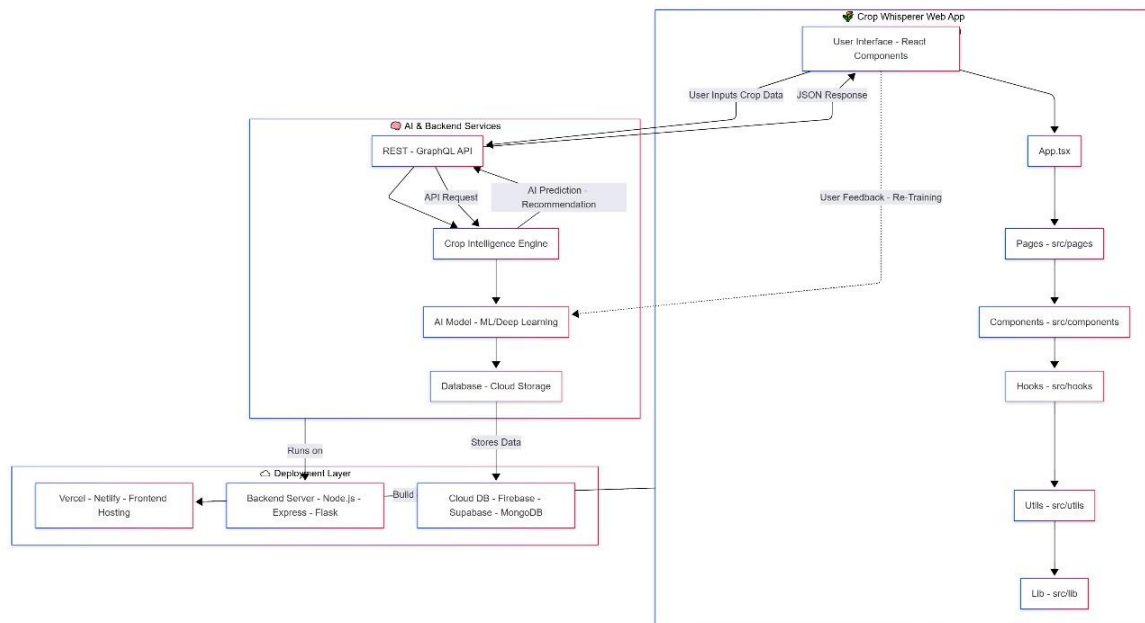 🌽 Crop Whisperer Web App
User Interface - React
Components
User Inputs Crop Data
JSON Response
🧠 AI & Backend Services
REST - GraphQL API
App.tsx
API Request
AI Prediction -
Recommendation
User Feedback - Re-Training
Crop Intelligence Engine
Pages - src/pages
AI Model - ML/Deep Learning
Components - src/components
Database - Cloud Storage
Hooks - src/hooks
Runs on
Stores Data
☁ Deployment Layer
Vercel - Netlify - Frontend
Hosting
Backend Server - Node.js -
Express - Flask
Build
Cloud DB - Firebase -
Supabase - MongoDB
Utils - src/utils
Lib - src/lib